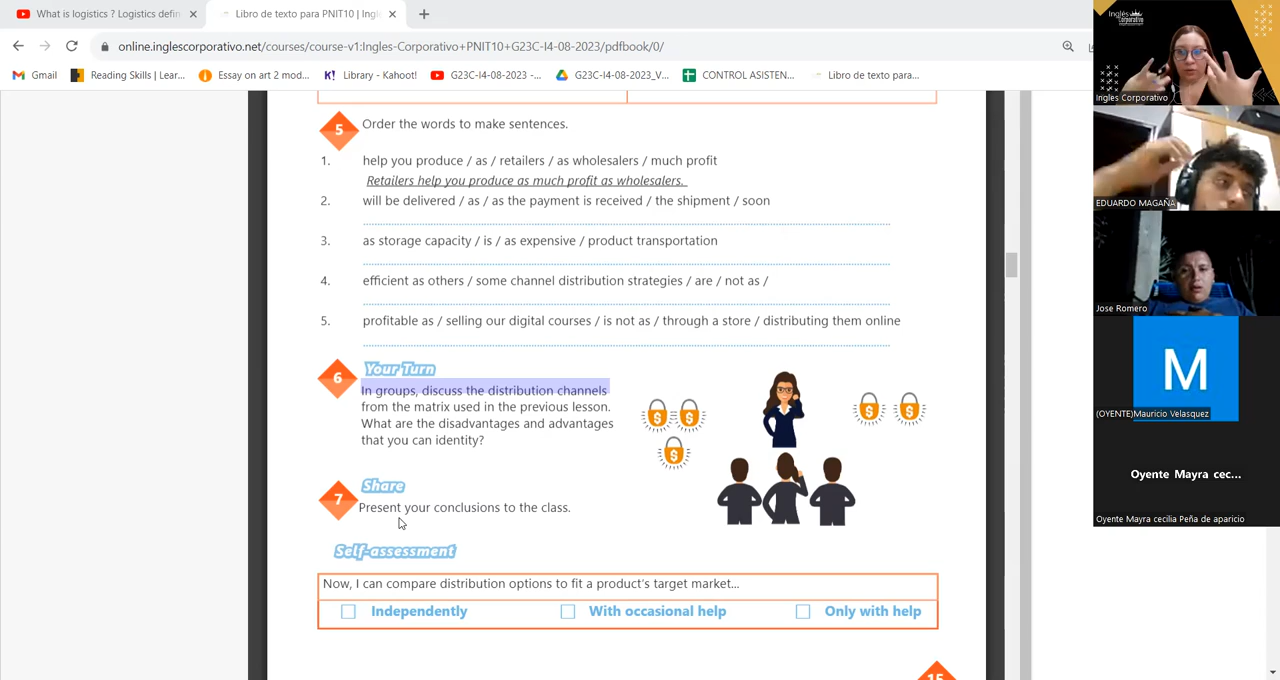 What is logistics ? Logistics defin
Libro de texto para PNIT10 | Ingl
online.inglescorporativo.net/courses/course-v1:Ingles-Corporativo+PNIT10+G23C-I4-08-2023/pdfbook/0/
Gmail
Reading Skills | Lear...
Essay on art 2 mod...
Library - Kahoot!
G23C-I4-08-2023 -...
G23C-I4-08-2023_V...
CONTROL ASISTEN...
Libro de texto para...
5
Order the words to make sentences.
1. help you produce / as / retailers / as wholesalers / much profit
Retailers help you produce as much profit as wholesalers.
2. will be delivered / as / as the payment is received / the shipment / soon
3. as storage capacity / is / as expensive / product transportation
4. efficient as others / some channel distribution strategies / are / not as /
5. profitable as / selling our digital courses / is not as / through a store / distributing them online
6
Your Turn
In groups, discuss the distribution channels
from the matrix used in the previous lesson.
What are the disadvantages and advantages
that you can identity?
7
Share
Present your conclusions to the class.
Self-assessment
Now, I can compare distribution options to fit a product's target market...
Independently
With occasional help
Only with help
15
Inglés
Corporativo
Ingles Corporativo
EDUARDO MAGAÑA
Jose Romero
M
(OYENTE)Mauricio Velasquez
Oyente Mayra cec...
Oyente Mayra cecilia Peña de aparicio